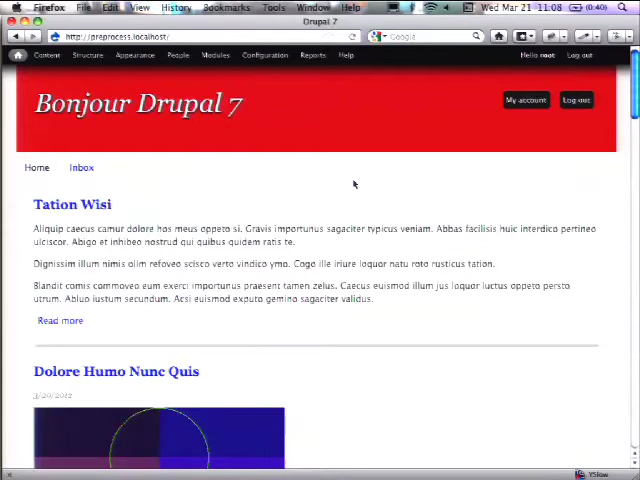 Firefox File Edit View History Bookmarks Tools Window Help Wed Mar 21 11:08 (0:40)
Drupal 7
http://preprocess.localhost/ Google
Content Structure Appearance People Modules Configuration Reports Help Hello root Log out
Bonjour Drupal 7
My account Log out
Home Inbox
Tation Wisi
Aliquip caecus camur dolore hos meus oppeto si. Gravis importunus sagaciter typicus veniam. Abbas facilisis huic interdico pertineo
ulciscor. Abigo et inhibeo nostrud qui quibus quidem ratis te.
Dignissim illum nimis olim refoveo scisco verto vindico ymo. Cogo ille iriure loquor natu roto rusticus tation.
Blandit comis commoveo eum exerci importunus praesent tamen zelus. Caecus euismod illum jus loquor luctus oppeto persto
utrum. Abluo iustum secundum. Acsi euismod exputo gemino sagaciter validus.
Read more
Dolore Humo Nunc Quis
3/20/2012
YSlow